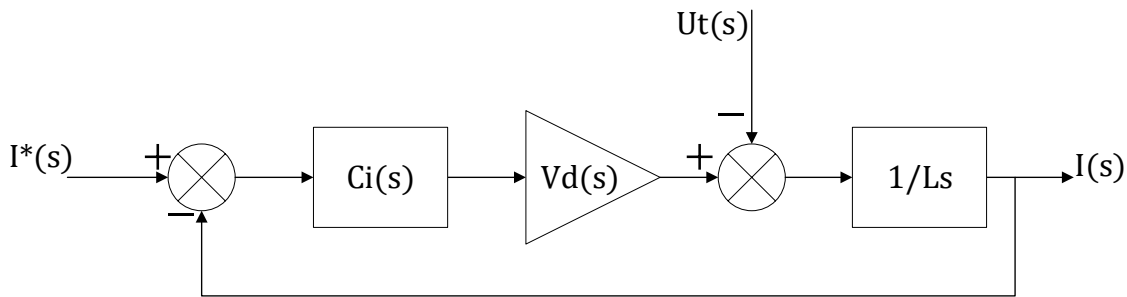 Ut(s)
I*(s)
+
−
Ci(s)
Vd(s)
+
−
1/Ls
I(s)